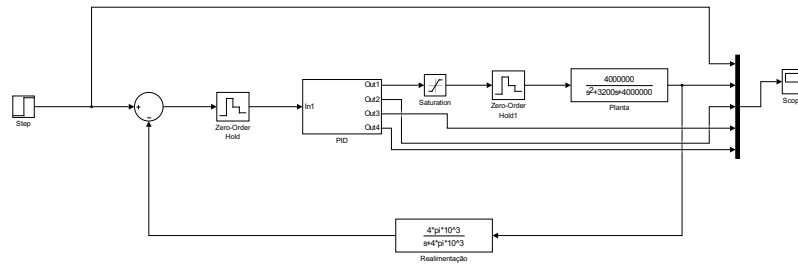 Step
+
-
Zero-Order
Hold
In1
Out1
Out2
Out3
Out4
PID
Saturation
Zero-Order
Hold1
4000000
s²+3200s+4000000
Planta
Scop
4*pi*10^3
s+4*pi*10^3
Realimentação